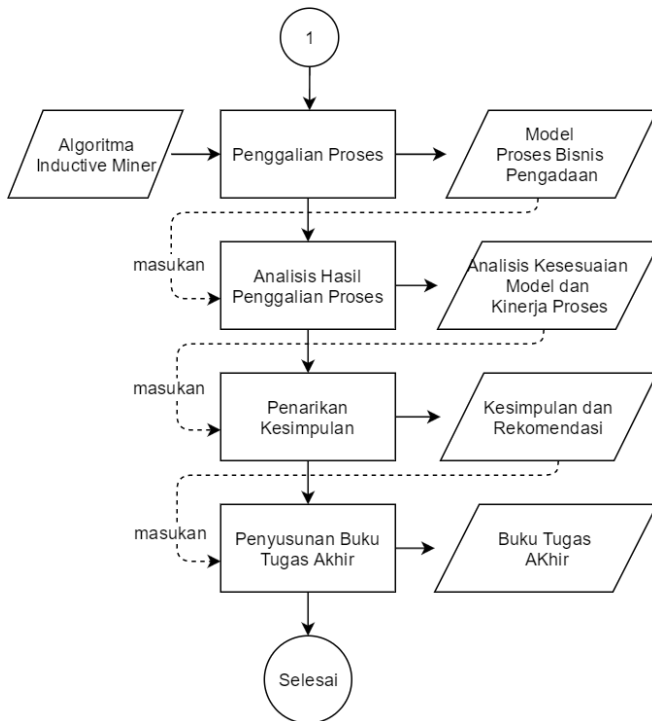 1
Algoritma
Inductive Miner
Penggalian Proses
Model
Proses Bisnis
Pengadaan
masukan
Analisis Hasil
Penggalian Proses
Analisis Kesesuaian
Model dan
Kinerja Proses
masukan
Penarikan
Kesimpulan
Kesimpulan dan
Rekomendasi
masukan
Penyusunan Buku
Tugas Akhir
Buku Tugas
AKhir
Selesai